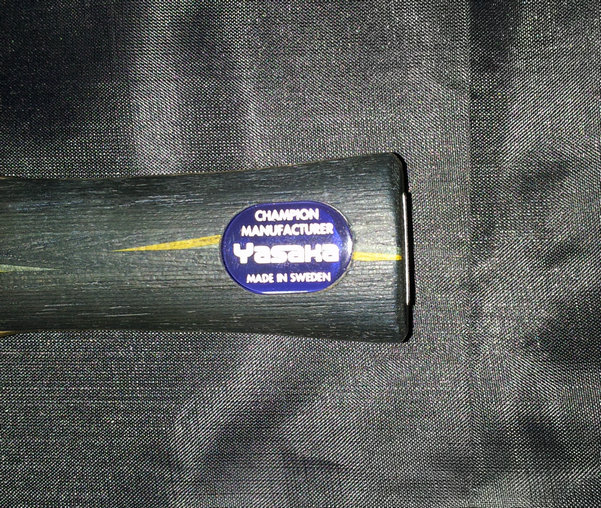 CHAMPION
MANUFACTURER
Yasaka
MADE IN SWEDEN